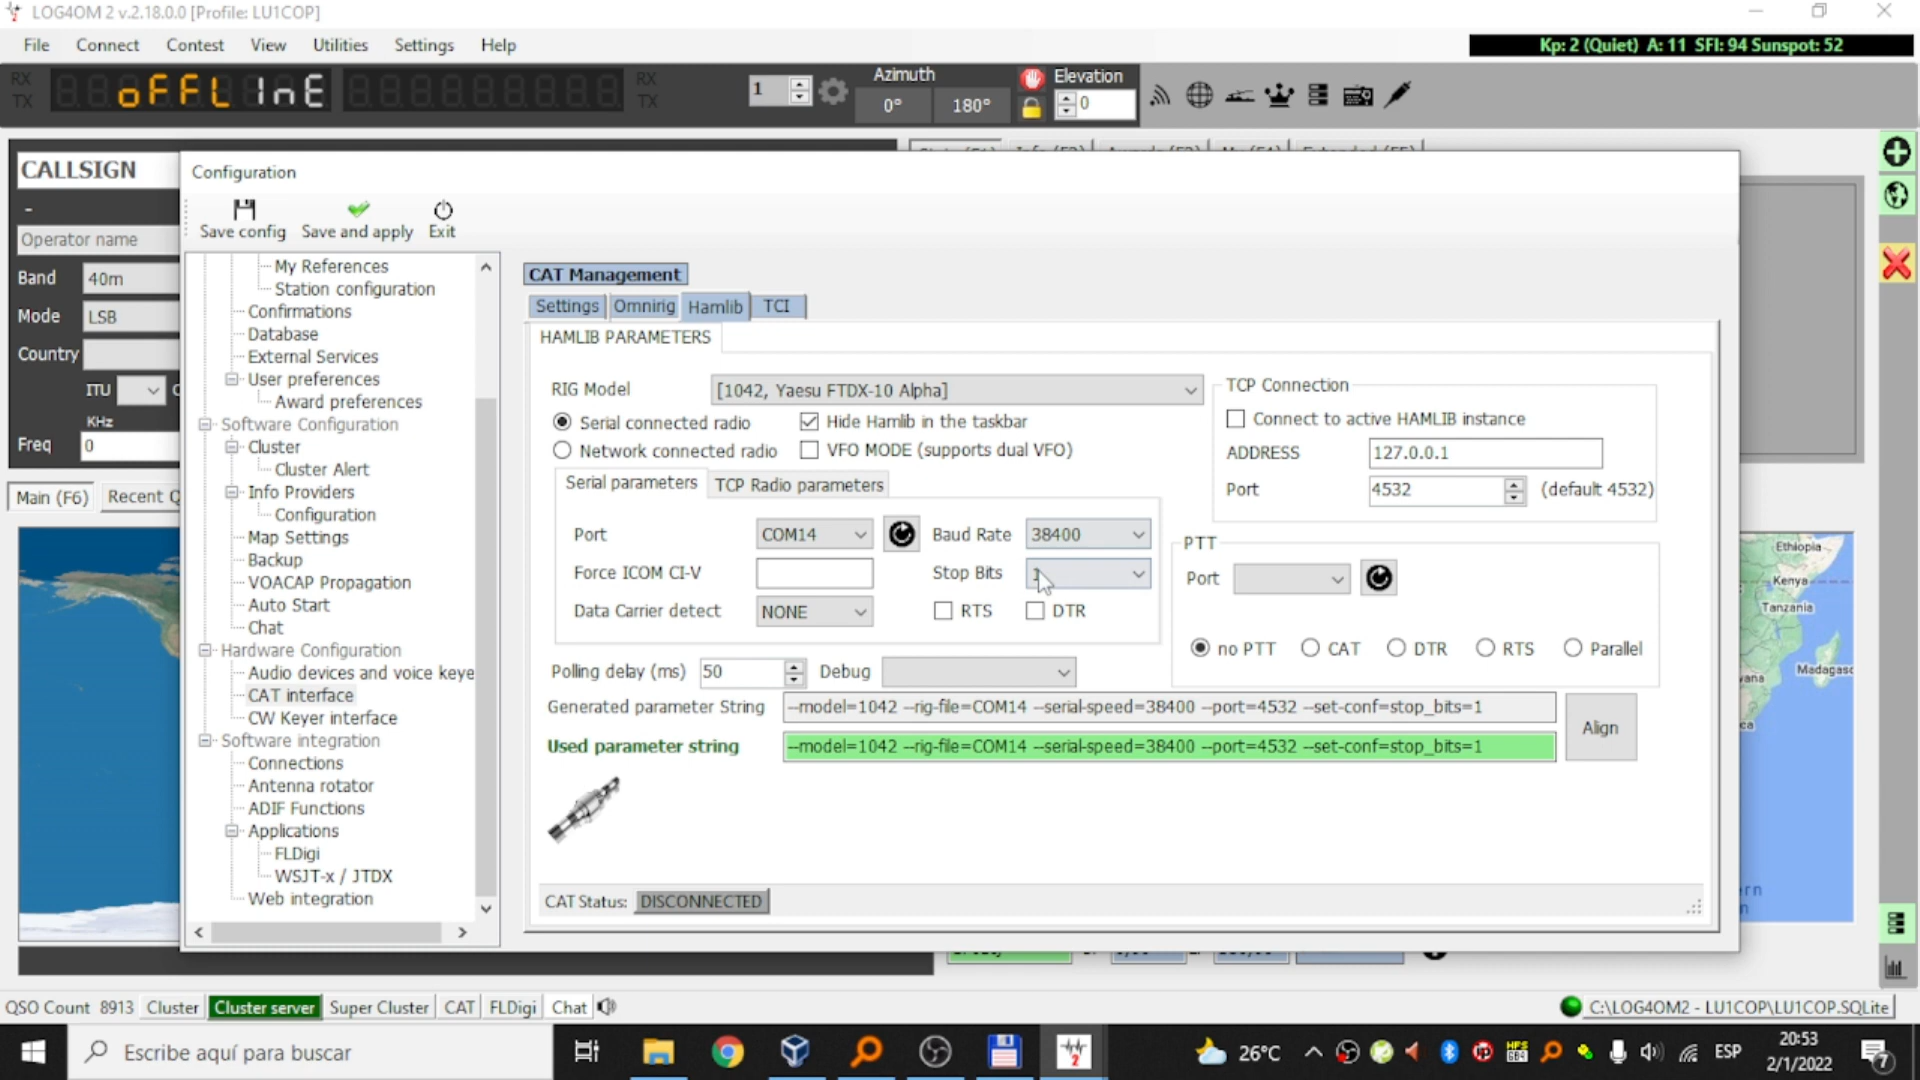 LOG4OM 2 v.2.18.0.0 [Profile: LU1COP]
File Connect Contest View Utilities Settings Help
Kp: 2 (Quiet) A: 11 SFI: 94 Sunspot: 52
RX
TX
oFFLInE
RX
TX
1
Azimuth
0° 180°
Elevation
0
CALLSIGN
-
Operator name
Band 40m
Mode LSB
Country
ITU
KHz
Freq 0
Main (F6) Recent Q
Configuration
Save config Save and apply Exit
My References
Station configuration
Confirmations
Database
External Services
User preferences
Award preferences
Software Configuration
Cluster
Cluster Alert
Info Providers
Configuration
Map Settings
Backup
VOACAP Propagation
Auto Start
Chat
Hardware Configuration
Audio devices and voice keye
CAT interface
CW Keyer interface
Software integration
Connections
Antenna rotator
ADIF Functions
Applications
FLDigi
WSJT-x / JTDX
Web integration
CAT Management
Settings Omnirig Hamlib TCI
HAMLIB PARAMETERS
RIG Model [1042, Yaesu FTDX-10 Alpha]
Serial connected radio Hide Hamlib in the taskbar
Network connected radio VFO MODE (supports dual VFO)
Serial parameters TCP Radio parameters
Port COM14 Baud Rate 38400
Force ICOM CI-V Stop Bits
Data Carrier detect NONE RTS DTR
Polling delay (ms) 50 Debug
TCP Connection
Connect to active HAMLIB instance
ADDRESS 127.0.0.1
Port 4532 (default 4532)
PTT
Port
no PTT CAT DTR RTS Parallel
Generated parameter String --model=1042 --rig-file=COM14 --serial-speed=38400 --port=4532 --set-conf=stop_bits=1
Used parameter string --model=1042 --rig-file=COM14 --serial-speed=38400 --port=4532 --set-conf=stop_bits=1
Align
CAT Status: DISCONNECTED
Ethiopia
Kenya
Tanzania
Madagasc
QSO Count 8913 Cluster Cluster server Super Cluster CAT FLDigi Chat
C:\LOG4OM2 - LU1COP\LU1COP.SQLite
Escribe aquí para buscar
26°C
ESP
20:53
2/1/2022
7